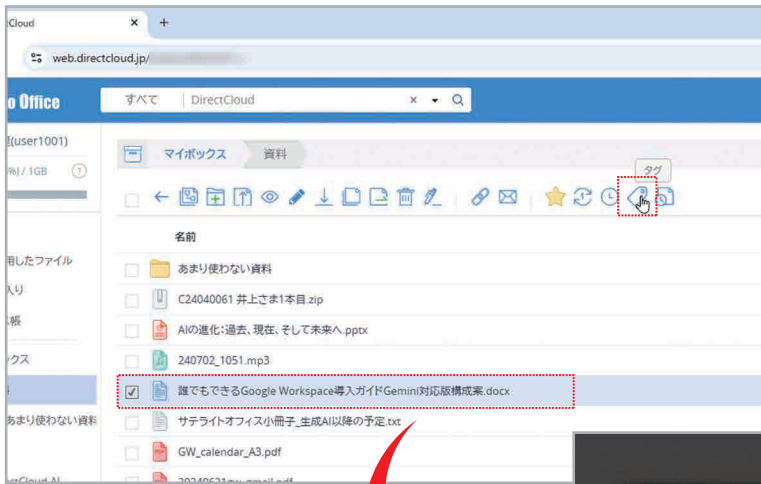 Cloud × +
web.directcloud.jp/
o Office すべて DirectCloud ×
(user1001)
マイボックス 資料
%) / 1GB ?
タグ
名前
用したファイル
あまり使わない資料
入り
C24040061 井上さま1本目.zip
帳
AIの進化:過去、現在、そして未来へ.pptx
ックス
240702_1051.mp3
誰でもできるGoogle Workspace導入ガイドGemini対応版構成案.docx
あまり使わない資料
サテライトオフィス小冊子_生成AI以降の予定.txt
GW_calendar_A3.pdf
ectCloud AI
20240621gw_gmail.pdf